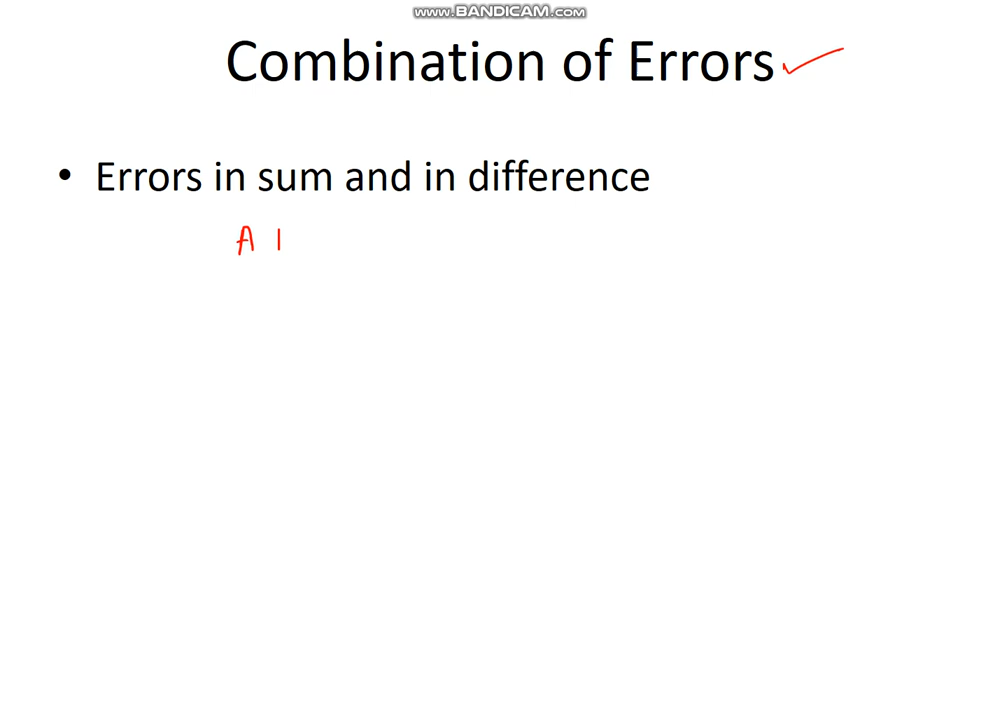 www.BANDICAM.com
Combination of Errors
• Errors in sum and in difference
A I